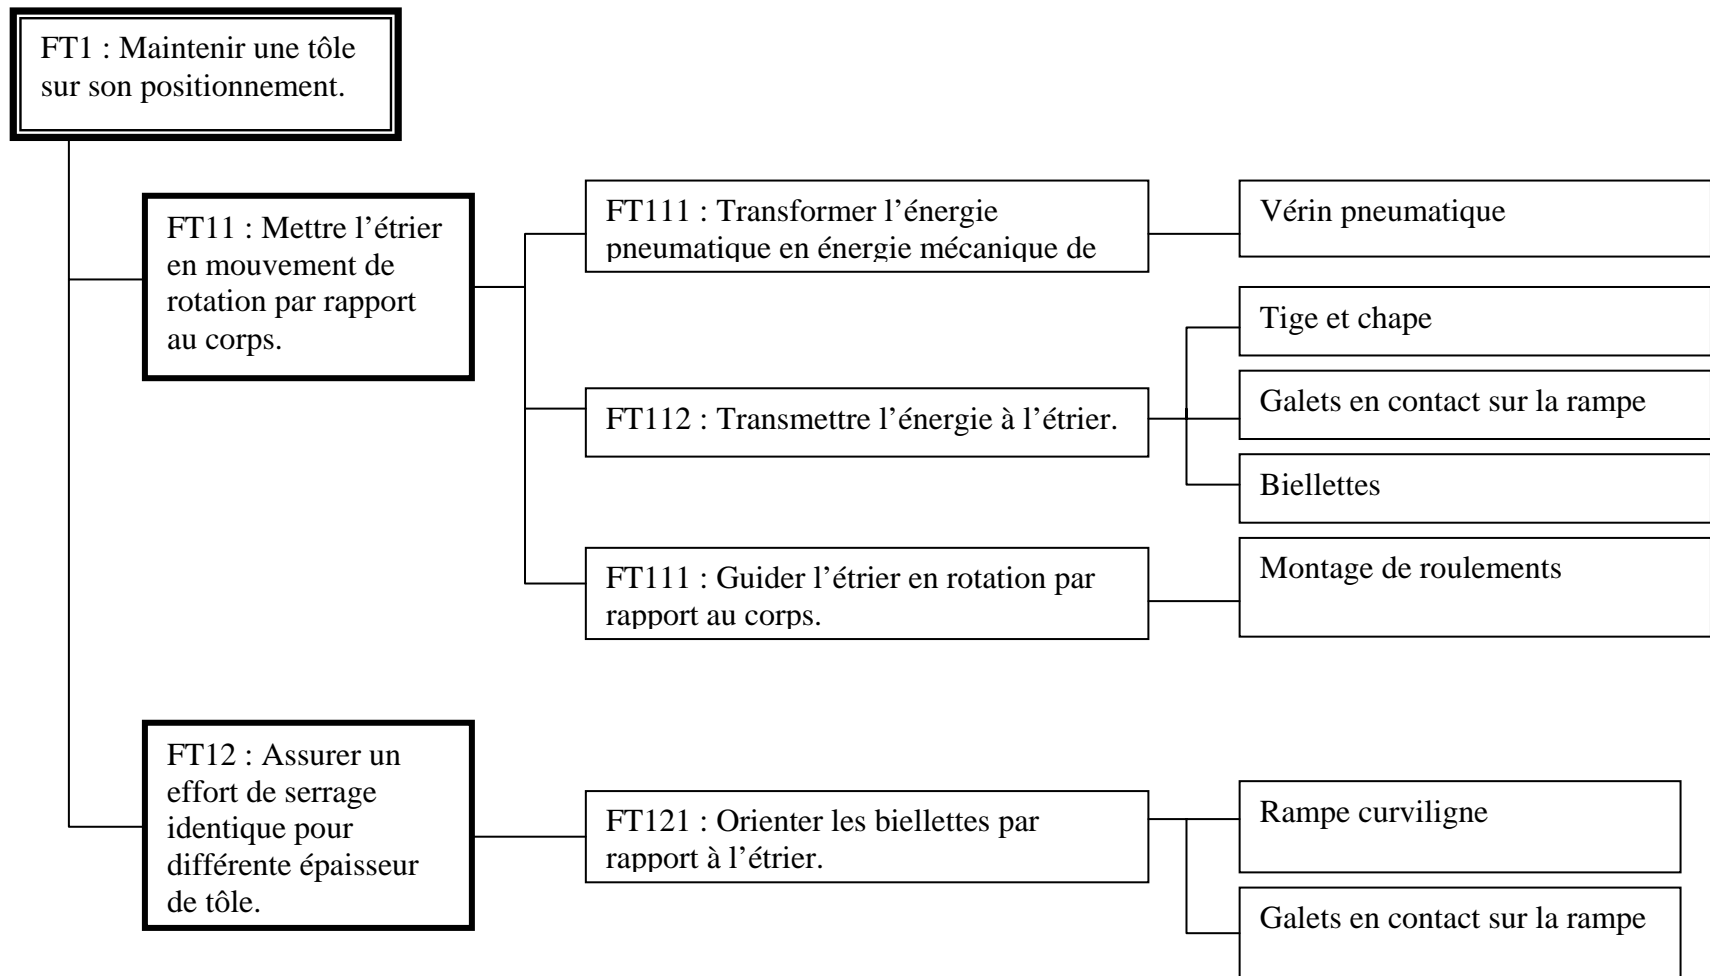 FT1 : Maintenir une tôle
sur son positionnement.
FT11 : Mettre l’étrier
en mouvement de
rotation par rapport
au corps.
FT111 : Transformer l’énergie
pneumatique en énergie mécanique de
Vérin pneumatique
FT112 : Transmettre l’énergie à l’étrier.
Tige et chape
Galets en contact sur la rampe
Biellettes
FT111 : Guider l’étrier en rotation par
rapport au corps.
Montage de roulements
FT12 : Assurer un
effort de serrage
identique pour
différente épaisseur
de tôle.
FT121 : Orienter les biellettes par
rapport à l’étrier.
Rampe curviligne
Galets en contact sur la rampe